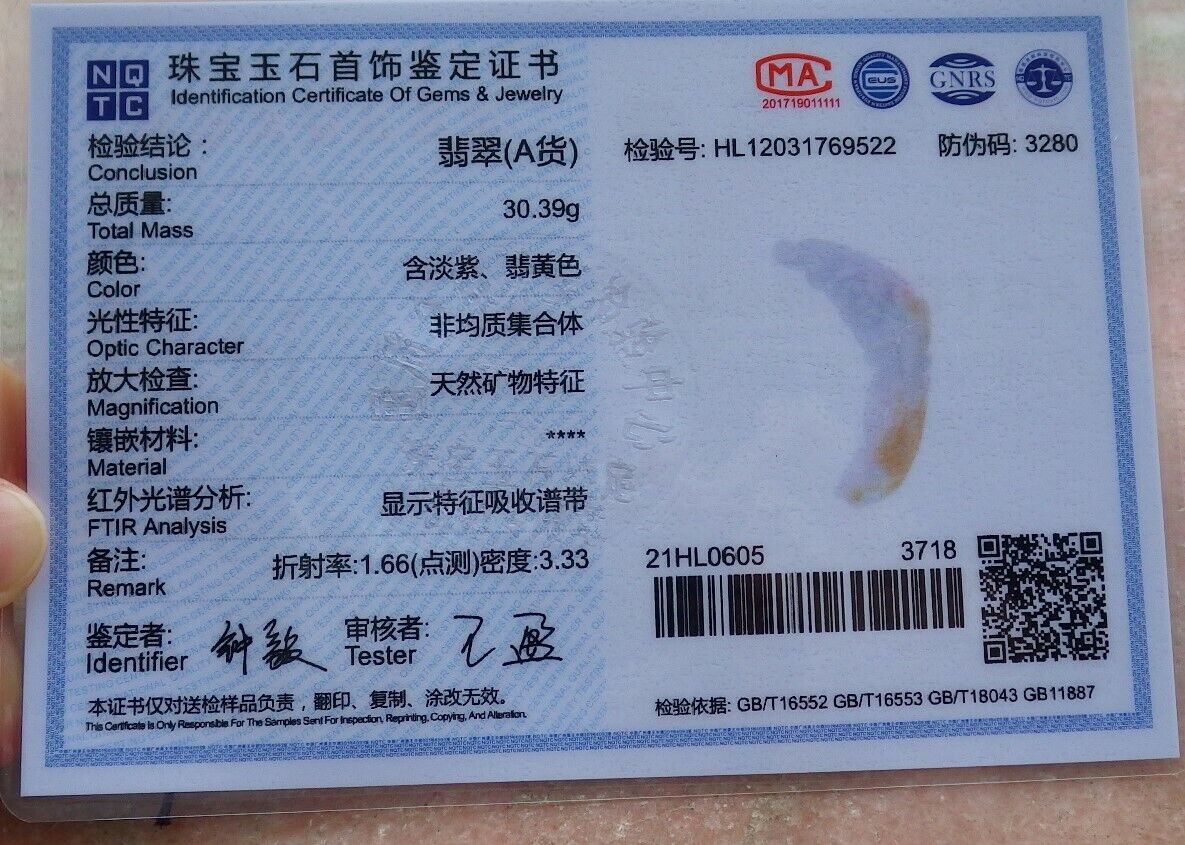 NQ
TC
珠宝玉石首饰鉴定证书
Identification Certificate Of Gems & Jewelry
MA
201719011111
EUS
GNRS
检验结论： 翡翠(A货)
Conclusion
总质量: 30.39g
Total Mass
颜色: 含淡紫、翡黄色
Color
光性特征: 非均质集合体
Optic Character
放大检查: 天然矿物特征
Magnification
镶嵌材料: ****
Material
红外光谱分析: 显示特征吸收谱带
FTIR Analysis
备注: 折射率:1.66(点测)密度:3.33
Remark
鉴定者:
Identifier
审核者:
Tester
王盈
本证书仅对送检样品负责，翻印、复制、涂改无效。
This Certificate Is Only Responsible For The Samples Sent For Inspection, Reprinting, Copying, And Alteration.
检验号: HL12031769522 防伪码: 3280
21HL0605 3718
检验依据: GB/T16552 GB/T16553 GB/T18043 GB11887